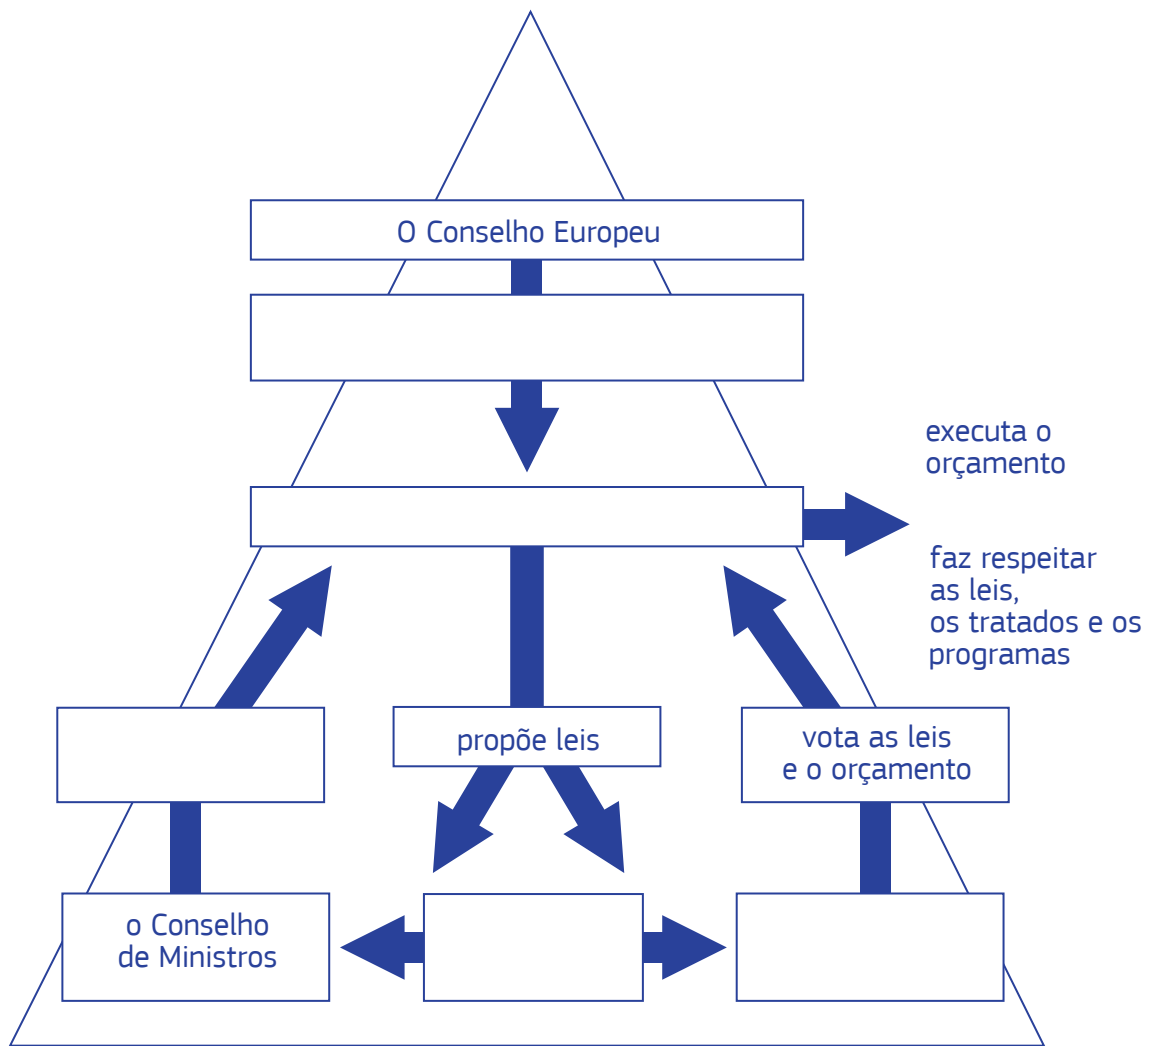 O Conselho Europeu
executa o
orçamento
faz respeitar
as leis,
os tratados e os
programas
propõe leis
vota as leis
e o orçamento
o Conselho
de Ministros